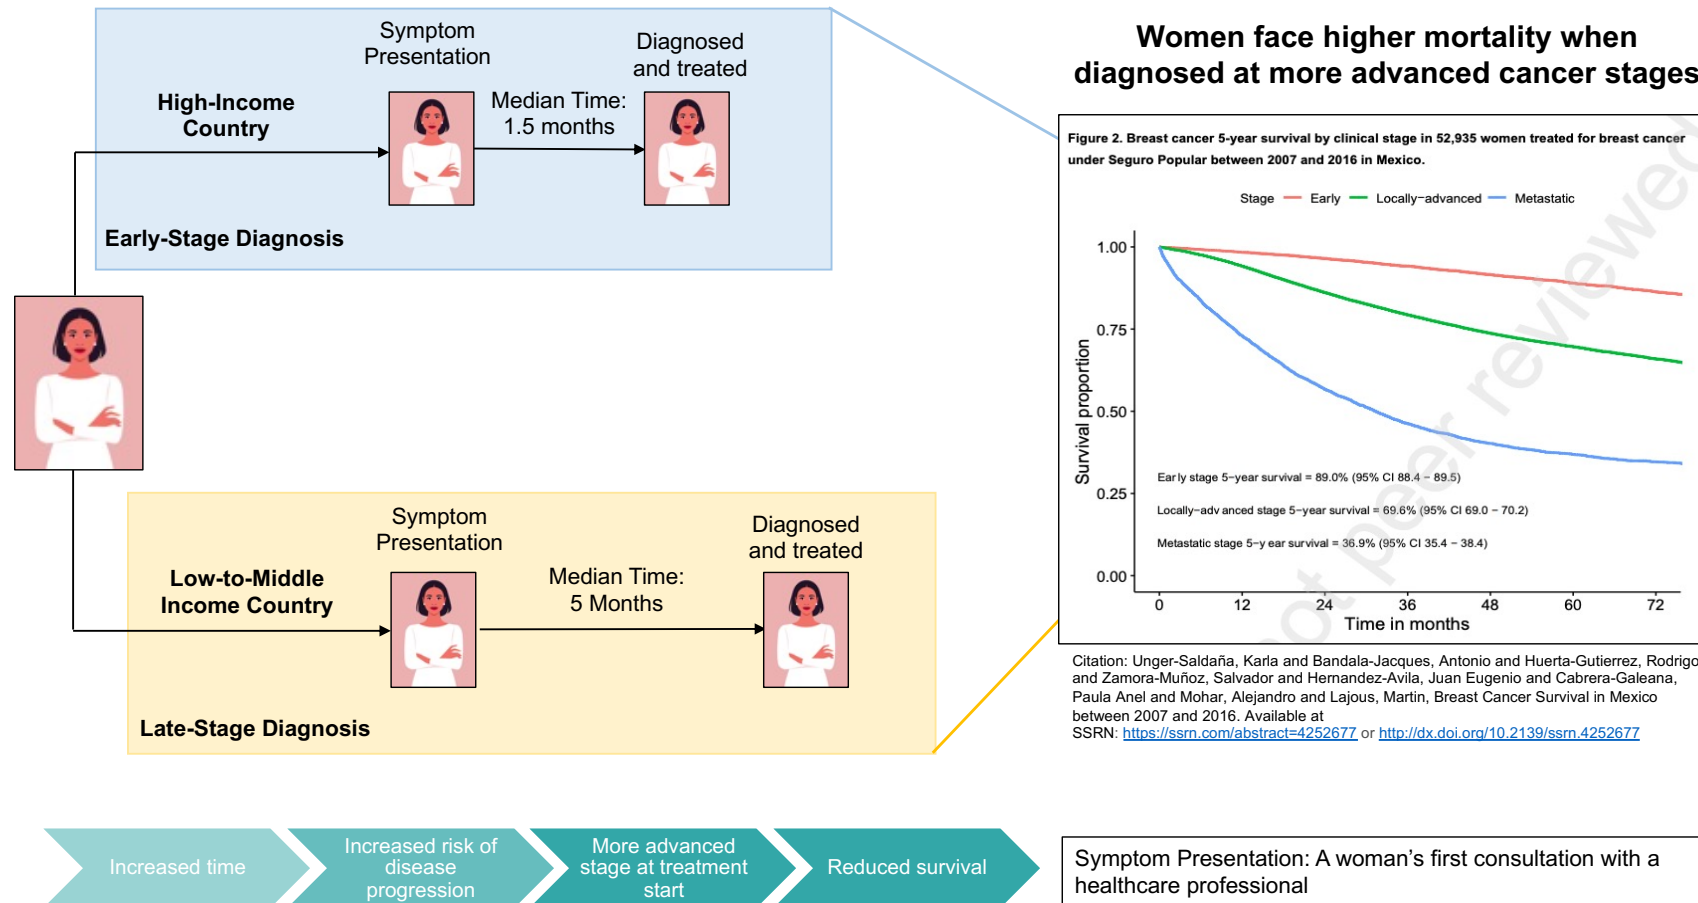 Symptom
Presentation
Diagnosed
and treated
High-Income
Country
Median Time:
1.5 months
Early-Stage Diagnosis
Symptom
Presentation
Diagnosed
and treated
Low-to-Middle
Income Country
Median Time:
5 Months
Late-Stage Diagnosis
Increased time
Increased risk of
disease
progression
More advanced
stage at treatment
start
Reduced survival
Women face higher mortality when
diagnosed at more advanced cancer stages
Figure 2. Breast cancer 5-year survival by clinical stage in 52,935 women treated for breast cancer
under Seguro Popular between 2007 and 2016 in Mexico.
Stage Early Locally-advanced Metastatic
1.00
0.75
0.50
0.25
0.00
Survival proportion
Early stage 5-year survival = 89.0% (95% CI 88.4 - 89.5)
Locally-advanced stage 5-year survival = 69.6% (95% CI 69.0 - 70.2)
Metastatic stage 5-year survival = 36.9% (95% CI 35.4 - 38.4)
0 12 24 36 48 60 72
Time in months
not peer reviewed
Citation: Unger-Saldaña, Karla and Bandala-Jacques, Antonio and Huerta-Gutierrez, Rodrigo
and Zamora-Muñoz, Salvador and Hernandez-Avila, Juan Eugenio and Cabrera-Galeana,
Paula Anel and Mohar, Alejandro and Lajous, Martin, Breast Cancer Survival in Mexico
between 2007 and 2016. Available at
SSRN: https://ssrn.com/abstract=4252677 or http://dx.doi.org/10.2139/ssrn.4252677
Symptom Presentation: A woman's first consultation with a
healthcare professional